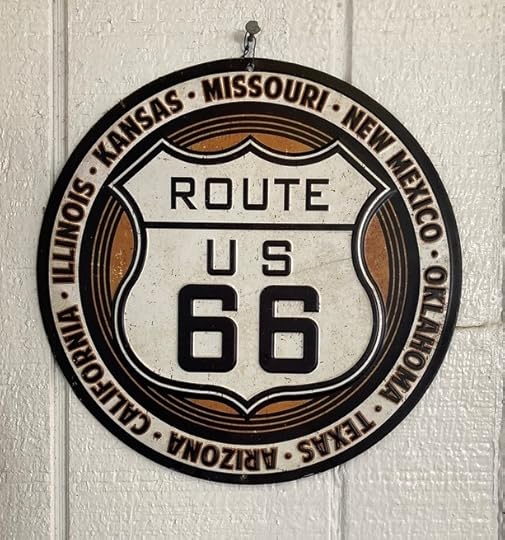 ILLINOIS · KANSAS · MISSOURI · NEW MEXICO · OKLAHOMA · TEXAS · ARIZONA · CALIFORNIA ·
ROUTE
US
66